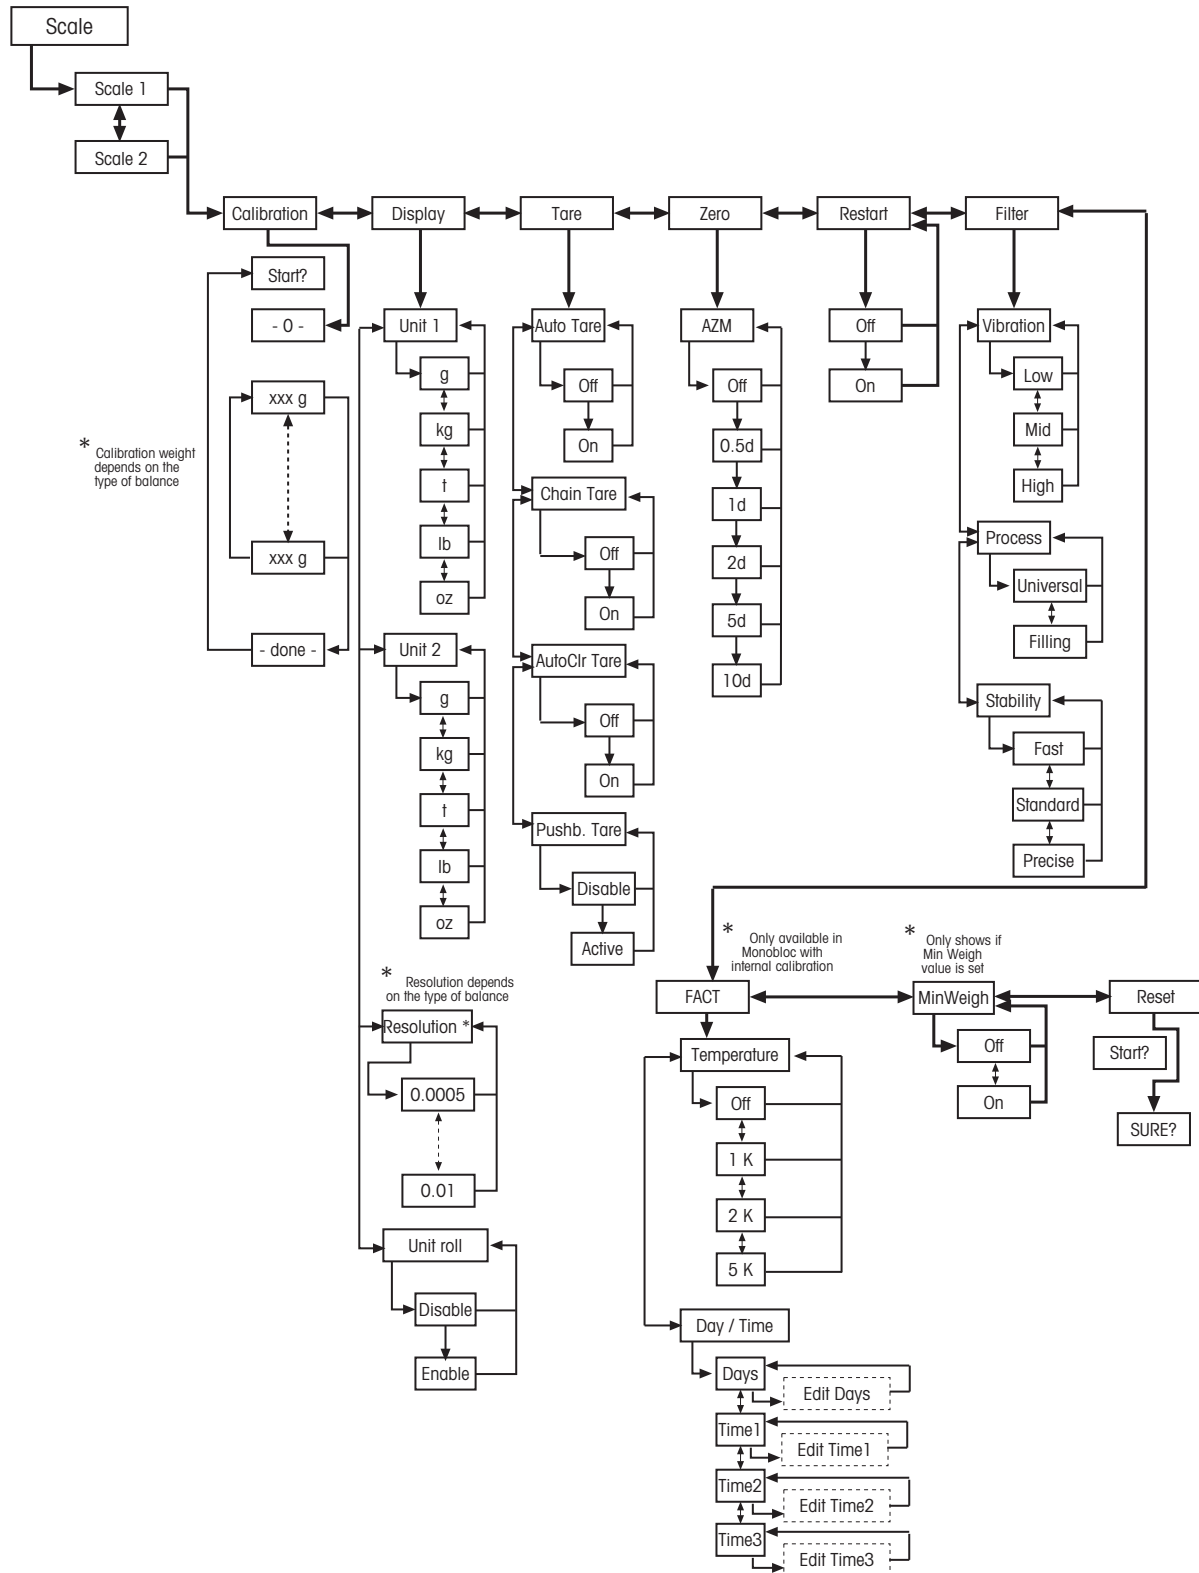 Scale
Scale 1
Scale 2
Calibration
Display
Tare
Zero
Restart
Filter
Start?
- 0 -
xxx g
* Calibration weight
depends on the
type of balance
xxx g
- done -
Unit 1
g
kg
t
lb
oz
Unit 2
g
kg
t
lb
oz
* Resolution depends
on the type of balance
Resolution *
0.0005
0.01
Unit roll
Disable
Enable
Auto Tare
Off
On
Chain Tare
Off
On
AutoClr Tare
Off
On
Pushb. Tare
Disable
Active
AZM
Off
0.5d
1d
2d
5d
10d
Off
On
Vibration
Low
Mid
High
Process
Universal
Filling
Stability
Fast
Standard
Precise
* Only available in
Monobloc with
internal calibration
* Only shows if
Min Weigh
value is set
FACT
MinWeigh
Reset
Temperature
Off
1 K
2 K
5 K
Off
On
Start?
SURE?
Day / Time
Days
Edit Days
Time1
Edit Time1
Time2
Edit Time2
Time3
Edit Time3